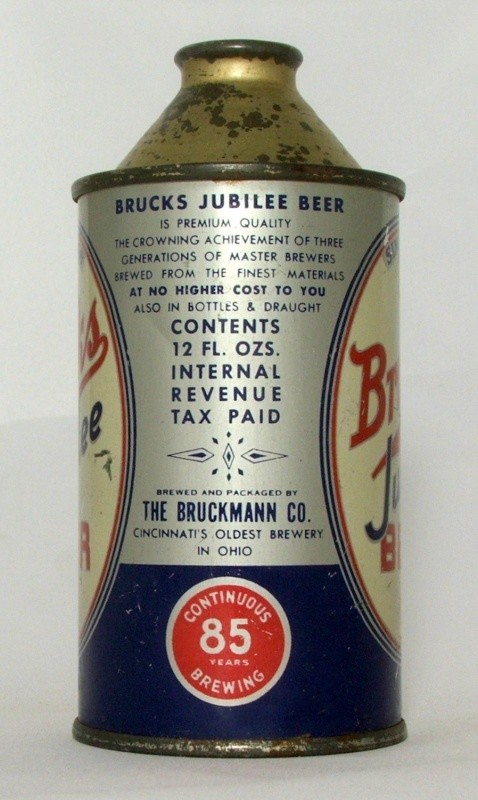 BRUCKS JUBILEE BEER
IS PREMIUM QUALITY
THE CROWNING ACHIEVEMENT OF THREE
GENERATIONS OF MASTER BREWERS
BREWED FROM THE FINEST MATERIALS
AT NO HIGHER COST TO YOU
ALSO IN BOTTLES & DRAUGHT
CONTENTS
12 FL. OZS.
INTERNAL
REVENUE
TAX PAID
BREWED AND PACKAGED BY
THE BRUCKMANN CO.
CINCINNATI'S OLDEST BREWERY
IN OHIO
CONTINUOUS
85
YEARS
BREWING